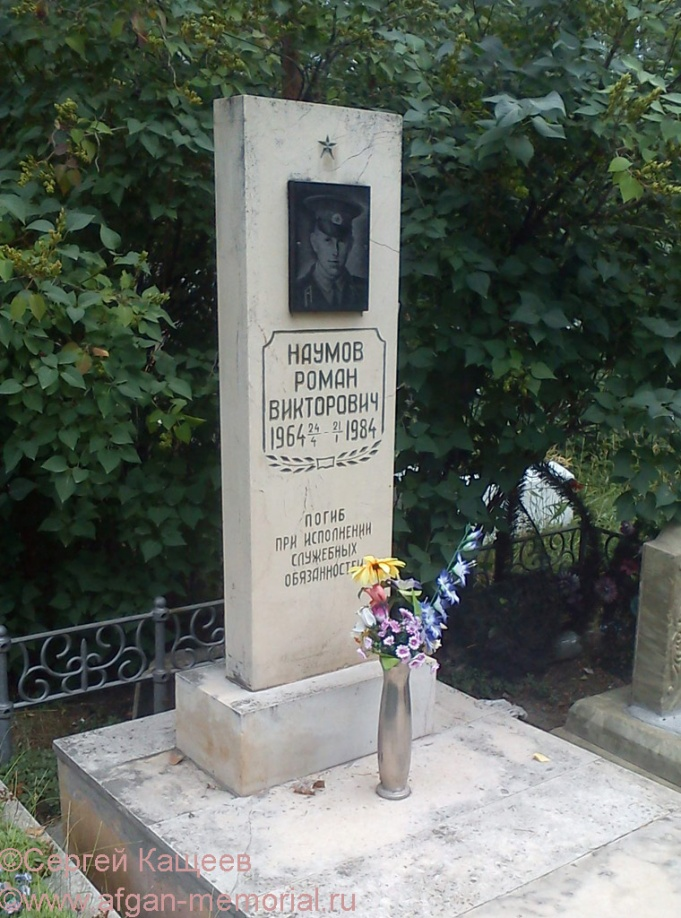 НАУМОВ
РОМАН
ВИКТОРОВИЧ
1964 24/4 - 21/I 1984
ПОГИБ
ПРИ ИСПОЛНЕНИИ
СЛУЖЕБНЫХ
ОБЯЗАННОСТЕЙ
©Сергей Кащеев
©www.afgan-memorial.ru